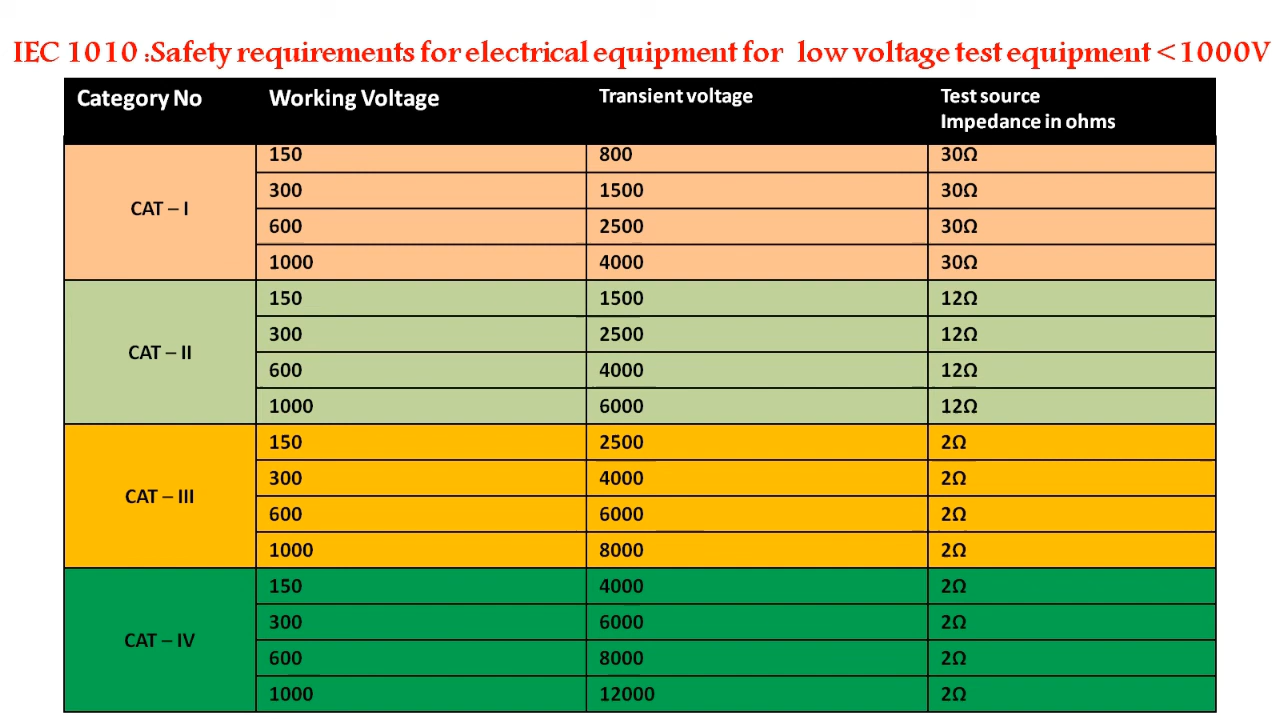 IEC 1010 :Safety requirements for electrical equipment for low voltage test equipment <1000V
Category No Working Voltage Transient voltage Test source
Impedance in ohms
CAT – I
150 800 30Ω
300 1500 30Ω
600 2500 30Ω
1000 4000 30Ω
CAT – II
150 1500 12Ω
300 2500 12Ω
600 4000 12Ω
1000 6000 12Ω
CAT – III
150 2500 2Ω
300 4000 2Ω
600 6000 2Ω
1000 8000 2Ω
CAT – IV
150 4000 2Ω
300 6000 2Ω
600 8000 2Ω
1000 12000 2Ω